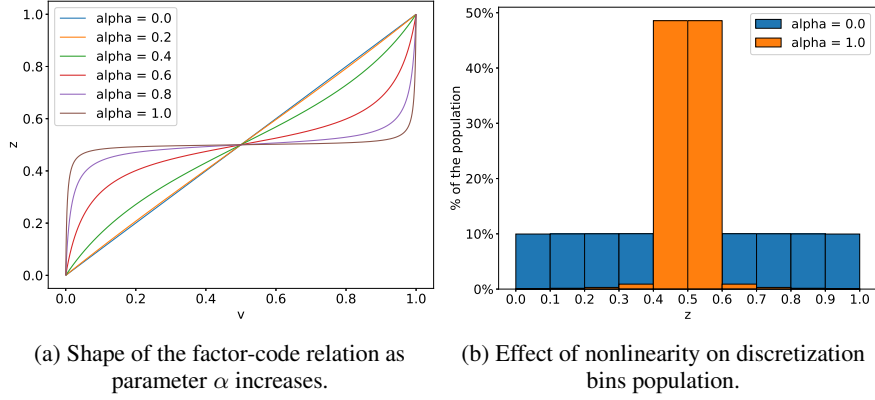 alpha = 0.0
alpha = 0.2
alpha = 0.4
alpha = 0.6
alpha = 0.8
alpha = 1.0
1.0
0.8
0.6
0.4
0.2
0.0
z
0.0 0.2 0.4 0.6 0.8 1.0
v
(a) Shape of the factor-code relation as
parameter α increases.
alpha = 0.0
alpha = 1.0
50%
40%
30%
20%
10%
0%
% of the population
0.0 0.1 0.2 0.3 0.4 0.5 0.6 0.7 0.8 0.9 1.0
z
(b) Effect of nonlinearity on discretization
bins population.